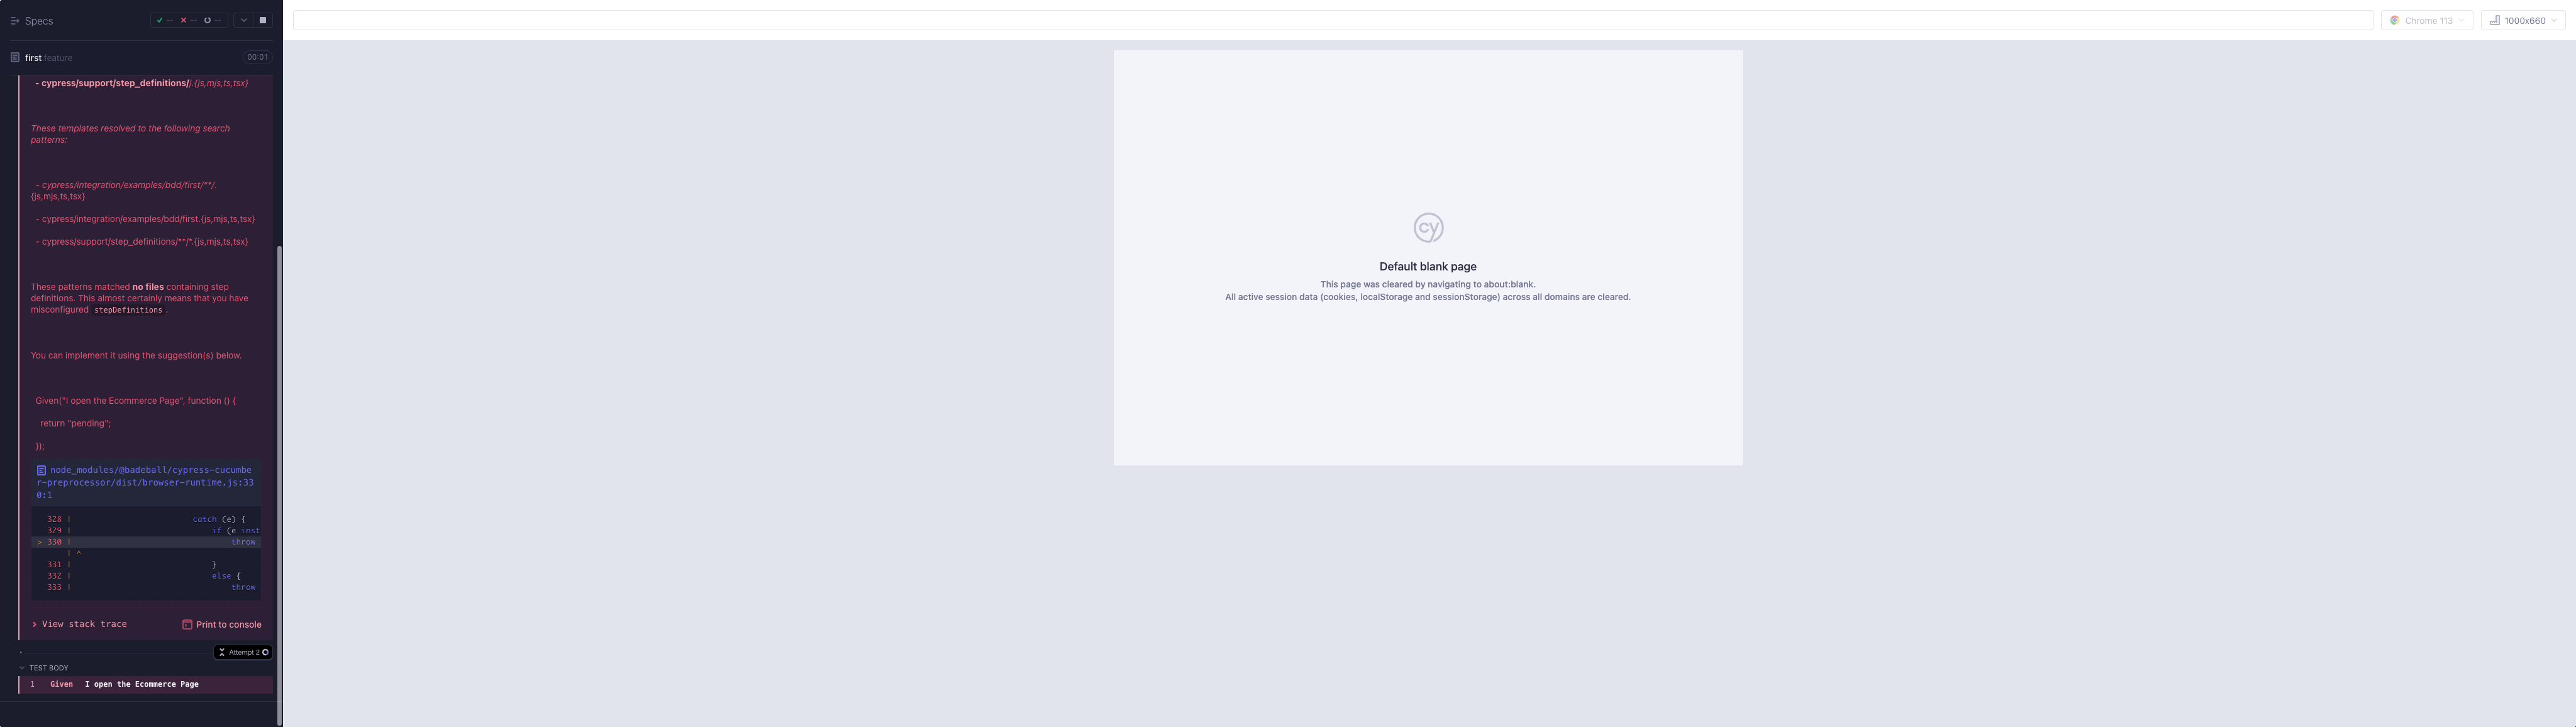 Specs
-- -- --
first feature
00:01
- cypress/support/step_definitions/|.{js,mjs,ts,tsx}
These templates resolved to the following search
patterns:
- cypress/integration/examples/bdd/first/**/.
{js,mjs,ts,tsx}
- cypress/integration/examples/bdd/first.{js,mjs,ts,tsx}
- cypress/support/step_definitions/**/*.{js,mjs,ts,tsx}
These patterns matched no files containing step
definitions. This almost certainly means that you have
misconfigured stepDefinitions.
You can implement it using the suggestion(s) below.
Given("I open the Ecommerce Page", function () {
return "pending";
});
node_modules/@badeball/cypress-cucumbe
r-preprocessor/dist/browser-runtime.js:33
0:1
328 | catch (e) {
329 | if (e inst
> 330 | throw
| ^
331 | }
332 | else {
333 | throw
> View stack trace
Print to console
Attempt 2
TEST BODY
1 Given I open the Ecommerce Page
Chrome 113
1000x660
cy
Default blank page
This page was cleared by navigating to about:blank.
All active session data (cookies, localStorage and sessionStorage) across all domains are cleared.